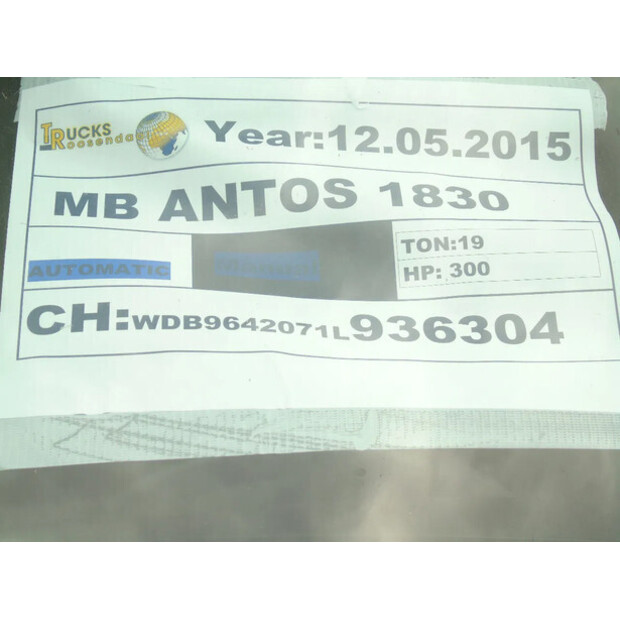 TRUCKS
Roosendaal
Year:12.05.2015
MB ANTOS 1830
AUTOMATIC
TON:19
HP: 300
CH:WDB9642071L936304